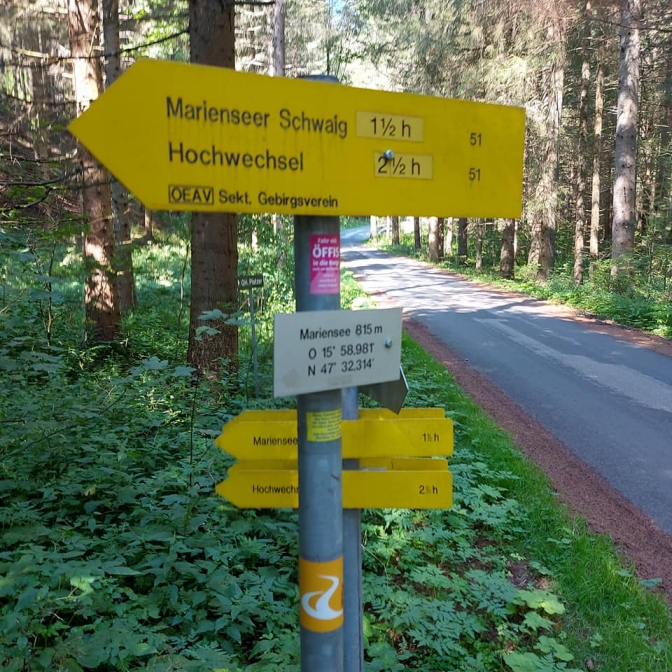 Marienseer Schwaig 1½ h 51
Hochwechsel 2½ h 51
OEAV Sekt. Gebirgsverein
ÖFFIS
Mariensee 815 m
O 15° 58,981'
N 47° 32,314'
Mariensee 1½ h
Hochwech 2½ h